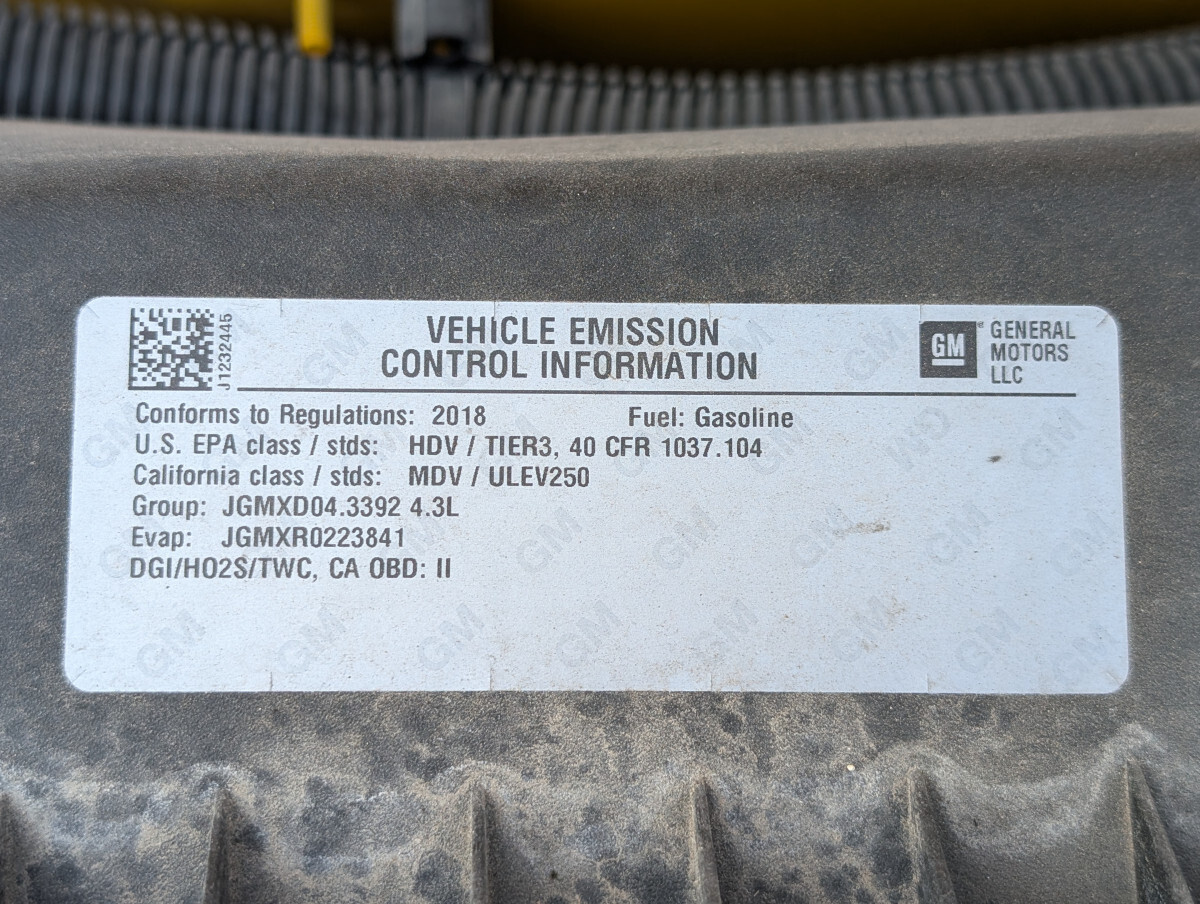 J1232445
VEHICLE EMISSION
CONTROL INFORMATION
GM
GENERAL
MOTORS
LLC
Conforms to Regulations: 2018 Fuel: Gasoline
U.S. EPA class / stds: HDV / TIER3, 40 CFR 1037.104
California class / stds: MDV / ULEV250
Group: JGMXD04.3392 4.3L
Evap: JGMXR0223841
DGI/HO2S/TWC, CA OBD: II